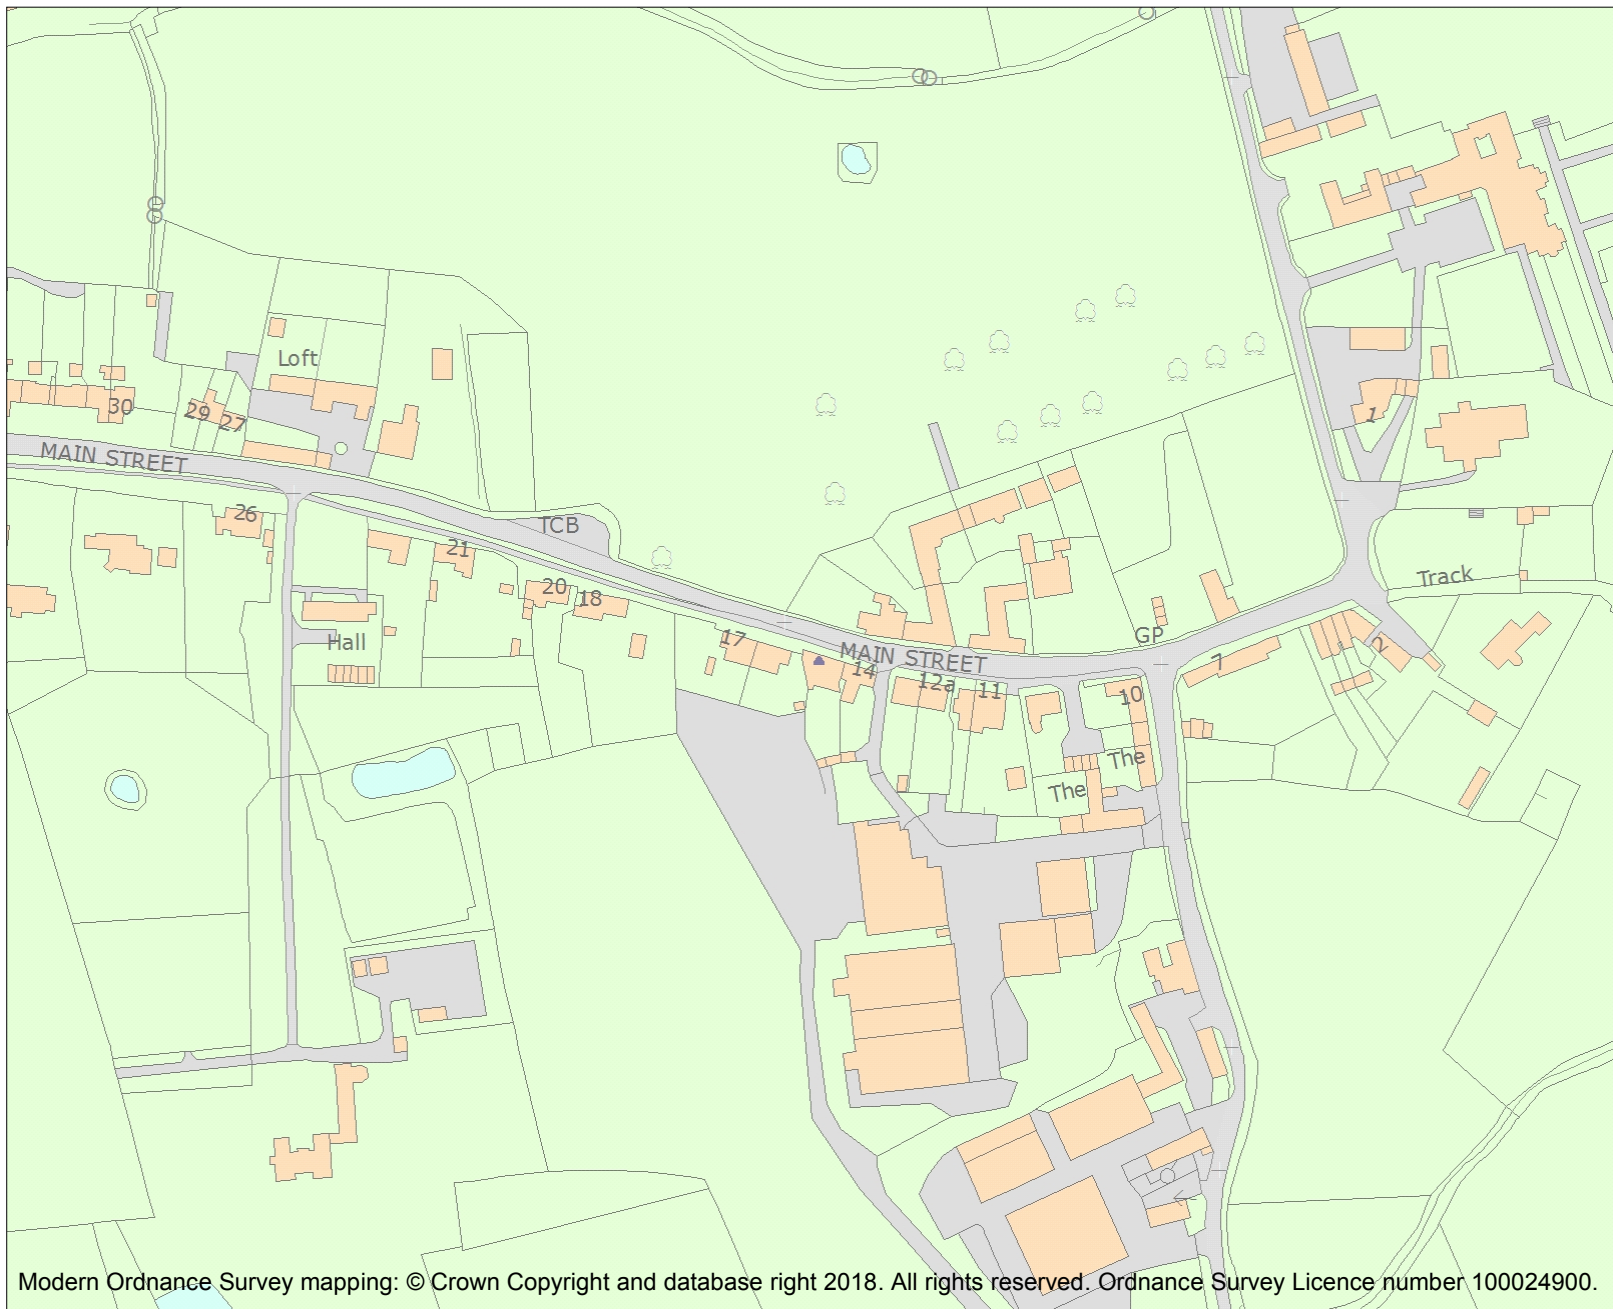 Loft
30
29
27
MAIN STREET
1
26
TCB
21
20
18
Track
Hall
17
GP
2
7
MAIN STREET
14
12a
11
10
The
The
Modern Ordnance Survey mapping: © Crown Copyright and database right 2018. All rights reserved. Ordnance Survey Licence number 100024900.